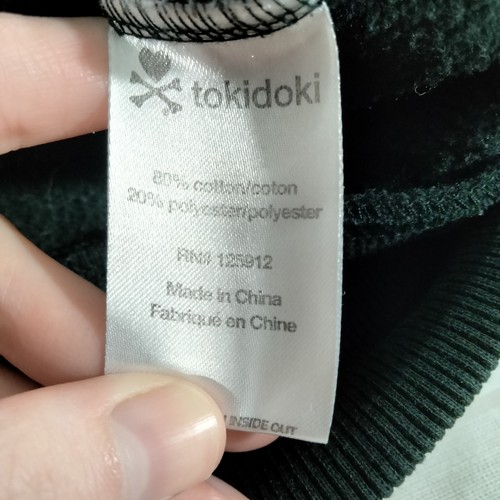 tokidoki
80% cotton/coton
20% polyester/polyester
RN# 125912
Made in China
Fabriqué en Chine
INSIDE OUT